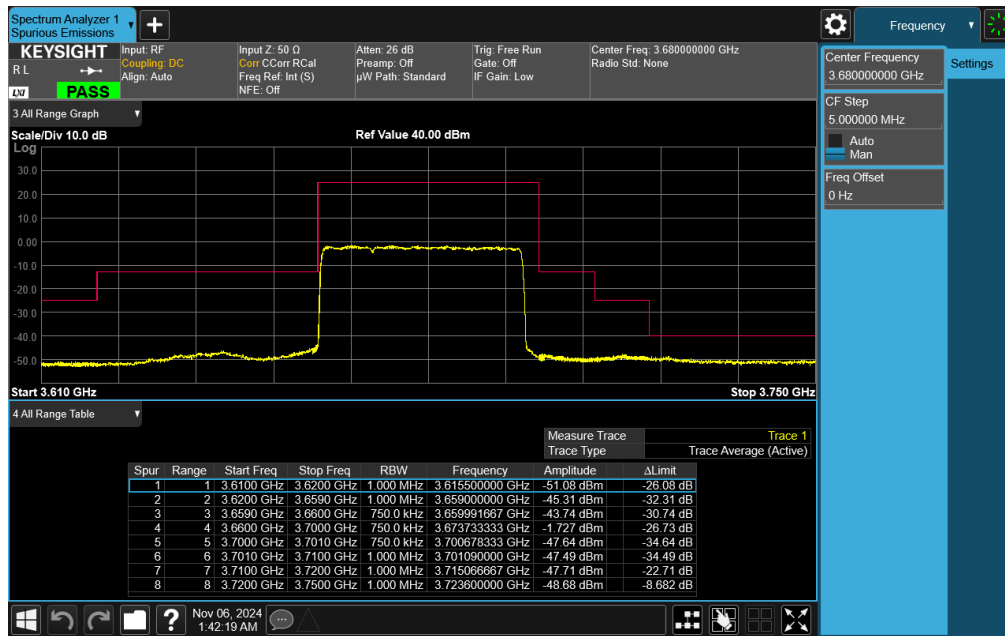 Spectrum Analyzer 1
Spurious Emissions
Frequency
KEYSIGHT
R L
LXI
PASS
Input: RF
Coupling: DC
Align: Auto
Input Z: 50 Ω
Corr CCorr RCal
Freq Ref: Int (S)
NFE: Off
Atten: 26 dB
Preamp: Off
µW Path: Standard
Trig: Free Run
Gate: Off
IF Gain: Low
Center Freq: 3.680000000 GHz
Radio Std: None
Center Frequency
3.680000000 GHz
Settings
CF Step
5.000000 MHz
Auto
Man
Freq Offset
0 Hz
3 All Range Graph
Scale/Div 10.0 dB
Ref Value 40.00 dBm
Log
30.0
20.0
10.0
0.00
-10.0
-20.0
-30.0
-40.0
-50.0
Start 3.610 GHz
Stop 3.750 GHz
4 All Range Table
Measure Trace Trace 1
Trace Type Trace Average (Active)
Spur Range Start Freq Stop Freq RBW Frequency Amplitude ΔLimit
1 1 3.6100 GHz 3.6200 GHz 1.000 MHz 3.615500000 GHz -51.08 dBm -26.08 dB
2 2 3.6200 GHz 3.6590 GHz 1.000 MHz 3.659000000 GHz -45.31 dBm -32.31 dB
3 3 3.6590 GHz 3.6600 GHz 750.0 kHz 3.659991667 GHz -43.74 dBm -30.74 dB
4 4 3.6600 GHz 3.7000 GHz 750.0 kHz 3.673733333 GHz -1.727 dBm -26.73 dB
5 5 3.7000 GHz 3.7010 GHz 750.0 kHz 3.700678333 GHz -47.64 dBm -34.64 dB
6 6 3.7010 GHz 3.7100 GHz 1.000 MHz 3.701090000 GHz -47.49 dBm -34.49 dB
7 7 3.7100 GHz 3.7200 GHz 1.000 MHz 3.715066667 GHz -47.71 dBm -22.71 dB
8 8 3.7200 GHz 3.7500 GHz 1.000 MHz 3.723600000 GHz -48.68 dBm -8.682 dB
?
Nov 06, 2024
1:42:19 AM